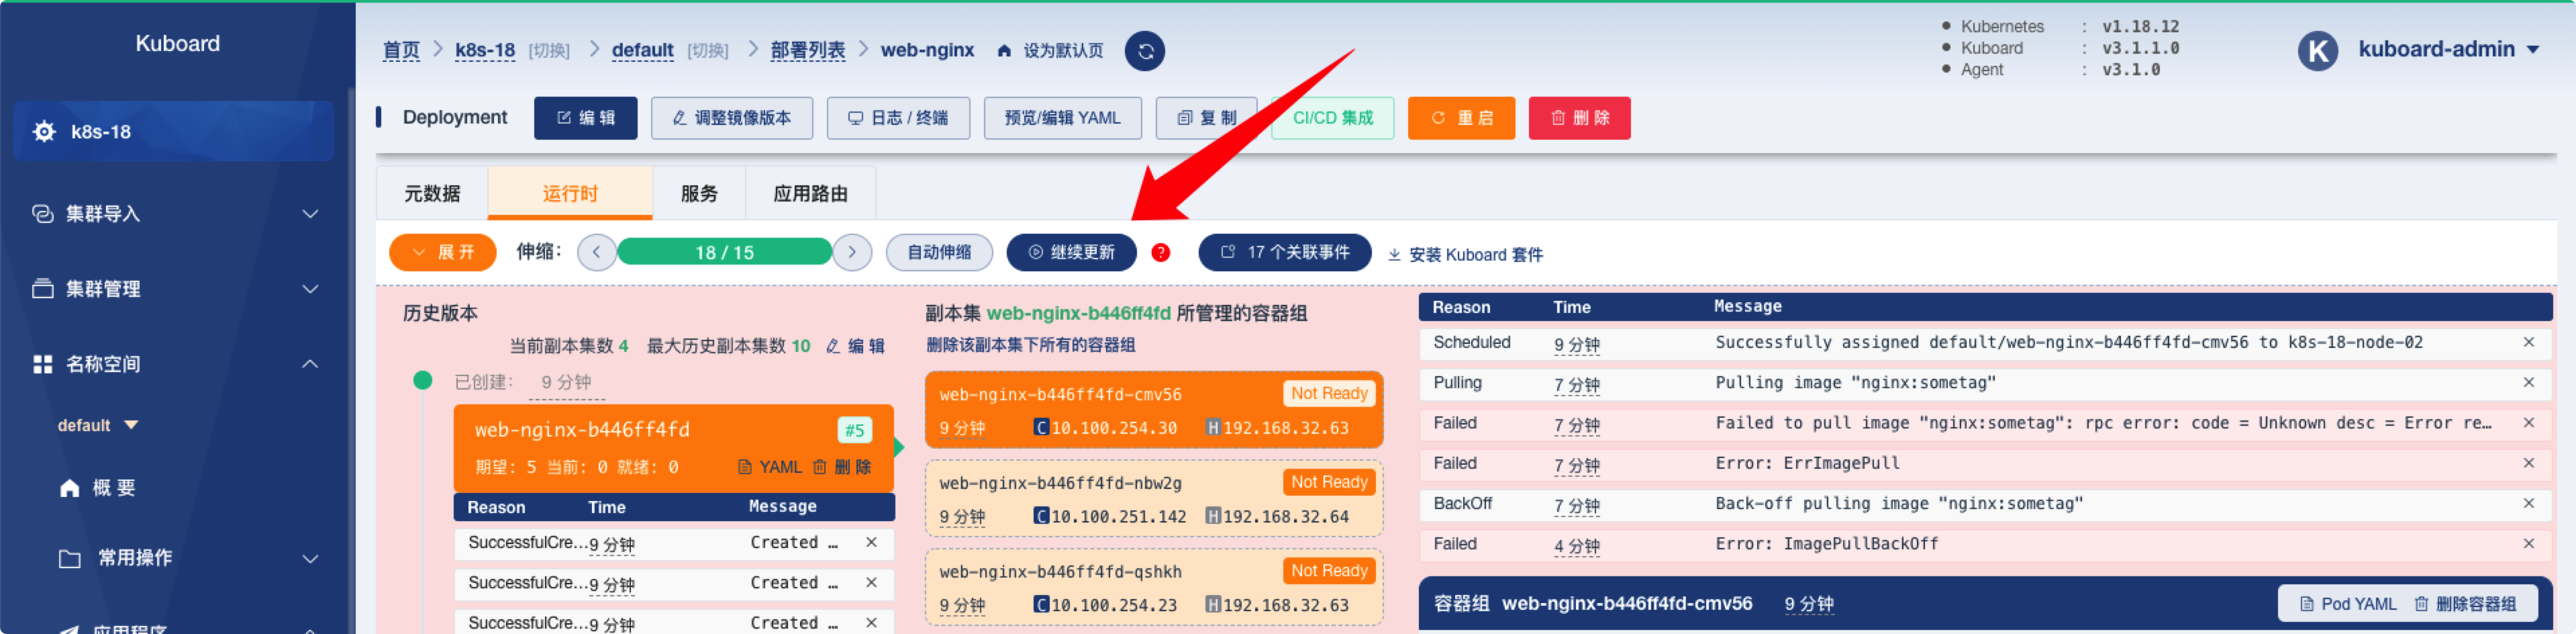 Kuboard
k8s-18
集群导入
集群管理
名称空间
default
概 要
常用操作
应用程序
首页 > k8s-18 [切换] > default [切换] > 部署列表 > web-nginx 设为默认页
Kubernetes : v1.18.12
Kuboard : v3.1.1.0
Agent : v3.1.0
K kuboard-admin
Deployment 编 辑 调整镜像版本 日志 / 终端 预览/编辑 YAML 复 制 CI/CD 集成 重 启 删 除
元数据 运行时 服务 应用路由
展 开 伸缩: 18 / 15 自动伸缩 继续更新 ? 17 个关联事件 安装 Kuboard 套件
历史版本
当前副本集数 4 最大历史副本集数 10 编 辑
已创建: 9 分钟
web-nginx-b446ff4fd #5
期望: 5 当前: 0 就绪: 0 YAML 删 除
Reason Time Message
SuccessfulCre... 9 分钟 Created …
SuccessfulCre... 9 分钟 Created …
SuccessfulCre... 9 分钟 Created …
副本集 web-nginx-b446ff4fd 所管理的容器组
删除该副本集下所有的容器组
web-nginx-b446ff4fd-cmv56 Not Ready
9 分钟 C 10.100.254.30 H 192.168.32.63
web-nginx-b446ff4fd-nbw2g Not Ready
9 分钟 C 10.100.251.142 H 192.168.32.64
web-nginx-b446ff4fd-qshkh Not Ready
9 分钟 C 10.100.254.23 H 192.168.32.63
Reason Time Message
Scheduled 9 分钟 Successfully assigned default/web-nginx-b446ff4fd-cmv56 to k8s-18-node-02
Pulling 7 分钟 Pulling image "nginx:sometag"
Failed 7 分钟 Failed to pull image "nginx:sometag": rpc error: code = Unknown desc = Error re…
Failed 7 分钟 Error: ErrImagePull
BackOff 7 分钟 Back-off pulling image "nginx:sometag"
Failed 4 分钟 Error: ImagePullBackOff
容器组 web-nginx-b446ff4fd-cmv56 9 分钟 Pod YAML 删除容器组